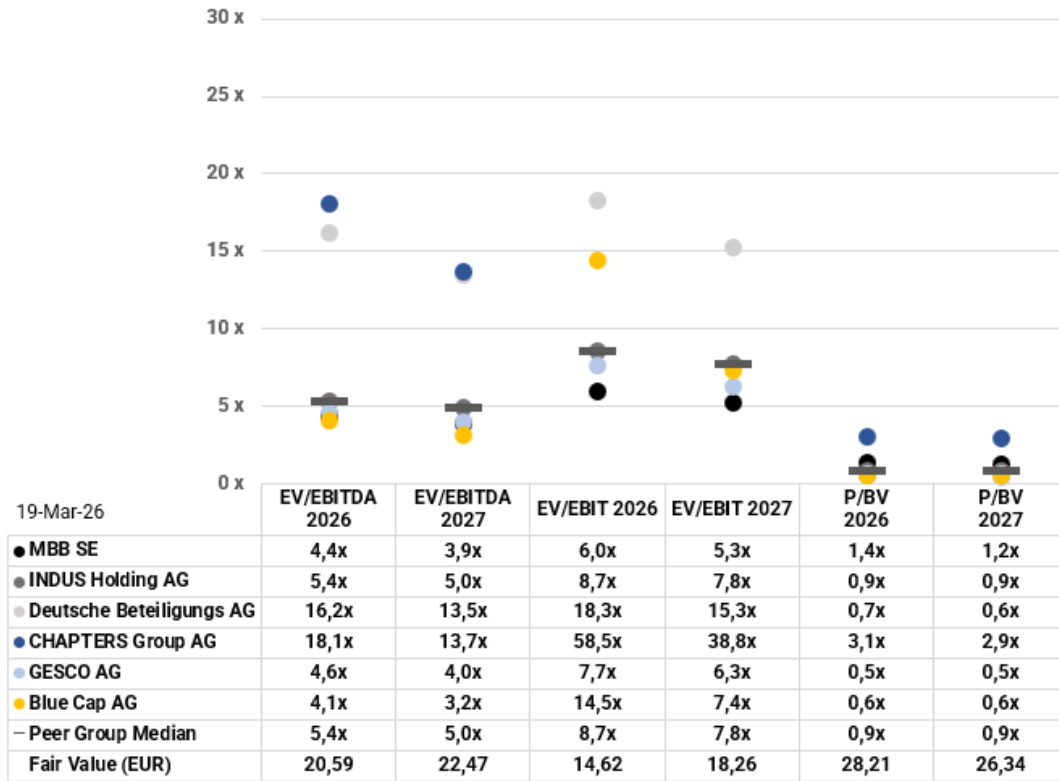 30 x
25 x
20 x
15 x
10 x
5 x
0 x
19-Mar-26 EV/EBITDA 2026 EV/EBITDA 2027 EV/EBIT 2026 EV/EBIT 2027 P/BV 2026 P/BV 2027
MBB SE 4,4x 3,9x 6,0x 5,3x 1,4x 1,2x
INDUS Holding AG 5,4x 5,0x 8,7x 7,8x 0,9x 0,9x
Deutsche Beteiligungs AG 16,2x 13,5x 18,3x 15,3x 0,7x 0,6x
CHAPTERS Group AG 18,1x 13,7x 58,5x 38,8x 3,1x 2,9x
GESCO AG 4,6x 4,0x 7,7x 6,3x 0,5x 0,5x
Blue Cap AG 4,1x 3,2x 14,5x 7,4x 0,6x 0,6x
Peer Group Median 5,4x 5,0x 8,7x 7,8x 0,9x 0,9x
Fair Value (EUR) 20,59 22,47 14,62 18,26 28,21 26,34